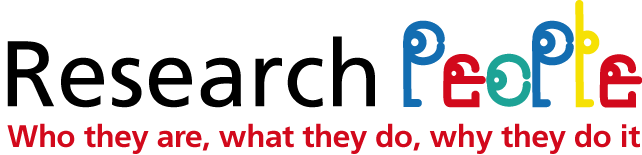 Research People
Who they are, what they do, why they do it